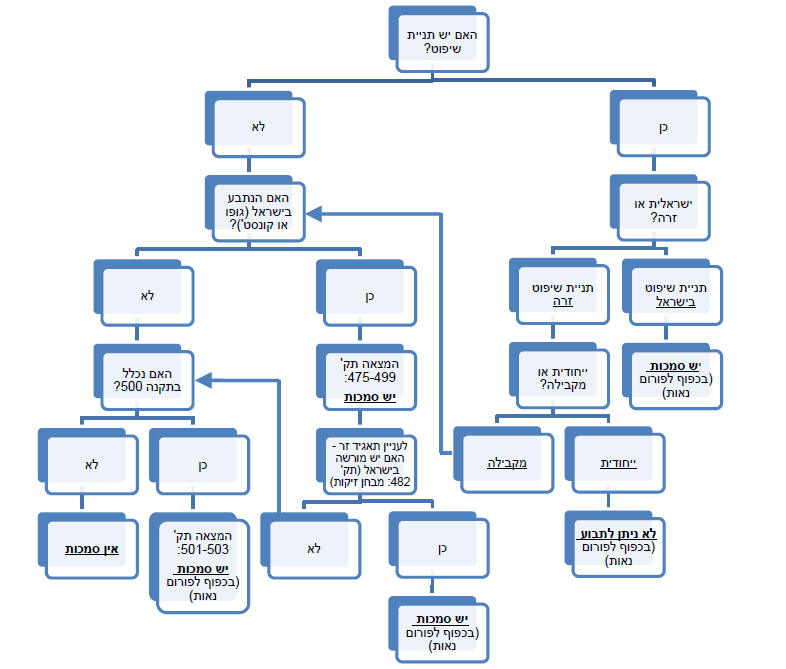 האם יש תניית
שיפוט?
כן
לא
ישראלית או
זרה?
האם הנתבע
בישראל (גופו
או קונסט')?
תניית שיפוט
בישראל
תניית שיפוט
זרה
כן
לא
יש סמכות
(בכפוף לפורום
נאות)
ייחודית או
מקבילה?
המצאה תק'
475-499:
יש סמכות
האם נכלל
בתקנה 500?
ייחודית
מקבילה
לעניין תאגיד זר -
האם יש מורשה
בישראל (תק'
482: מבחן זיקות)
כן
לא
לא ניתן לתבוע
(בכפוף לפורום
נאות)
כן
לא
המצאה תק'
501-503:
יש סמכות
(בכפוף לפורום
נאות)
אין סמכות
יש סמכות
(בכפוף לפורום
נאות)